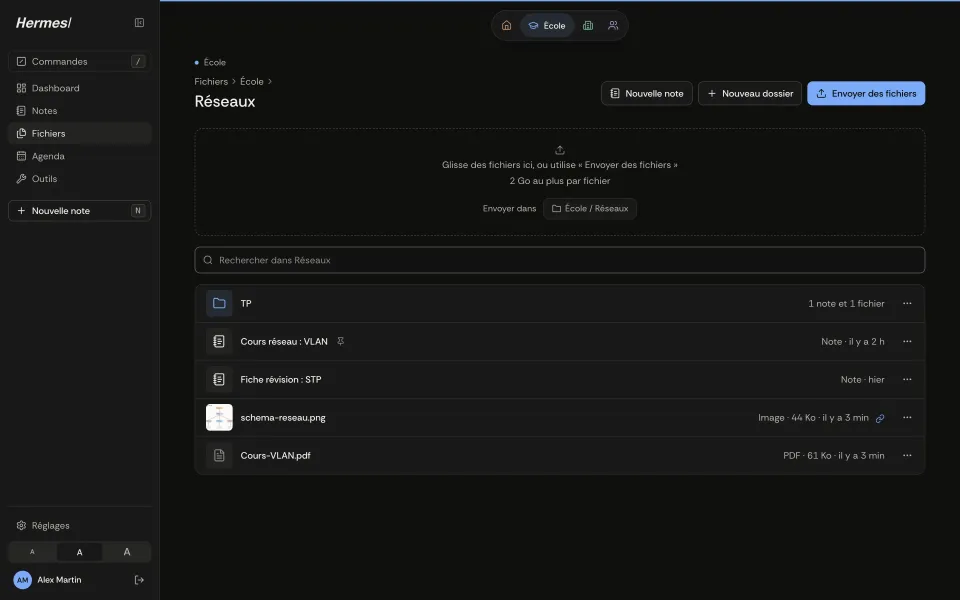 Hermes/
Commandes /
Dashboard
Notes
Fichiers
Agenda
Outils
Nouvelle note N
Réglages
A A A
AM Alex Martin
École
École
Fichiers > École >
Réseaux
Nouvelle note
Nouveau dossier
Envoyer des fichiers
Glisse des fichiers ici, ou utilise « Envoyer des fichiers »
2 Go au plus par fichier
Envoyer dans École / Réseaux
Rechercher dans Réseaux
TP 1 note et 1 fichier
Cours réseau : VLAN Note · il y a 2 h
Fiche révision : STP Note · hier
schema-reseau.png Image · 44 Ko · il y a 3 min
Cours-VLAN.pdf PDF · 61 Ko · il y a 3 min